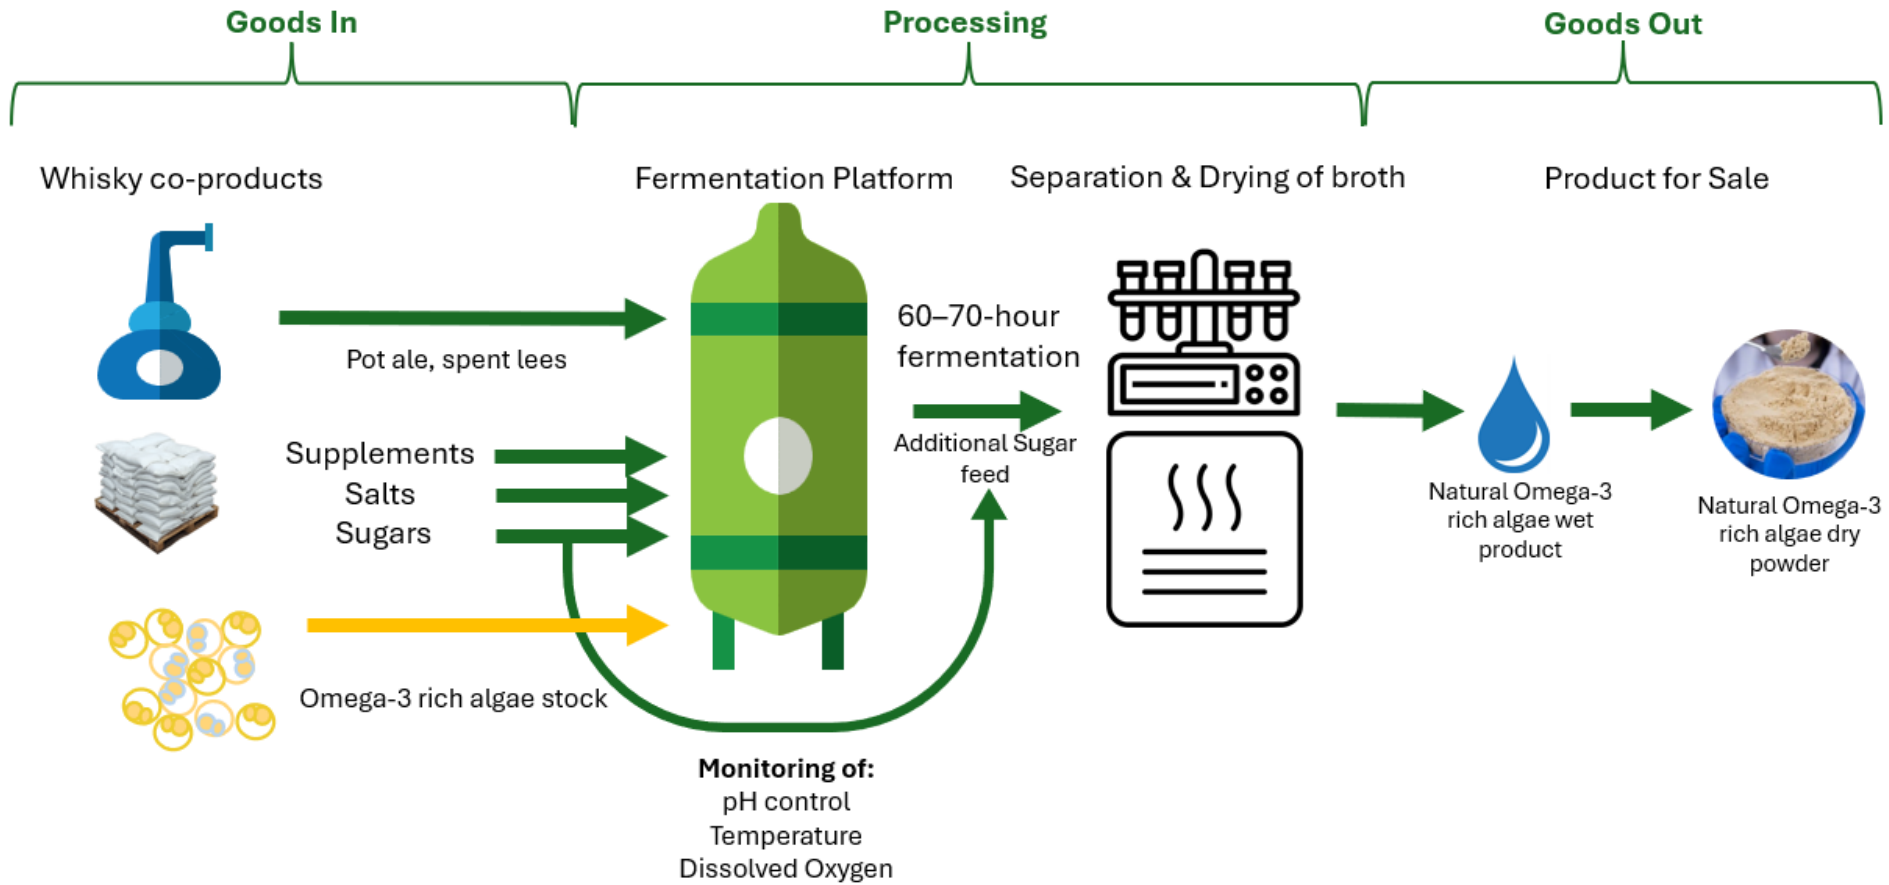 Goods In
Processing
Goods Out
Whisky co-products
Fermentation Platform
Separation & Drying of broth
Product for Sale
Pot ale, spent lees
Supplements
Salts
Sugars
Omega-3 rich algae stock
60–70-hour
fermentation
Additional Sugar
feed
Natural Omega-3
rich algae wet
product
Natural Omega-3
rich algae dry
powder
Monitoring of:
pH control
Temperature
Dissolved Oxygen